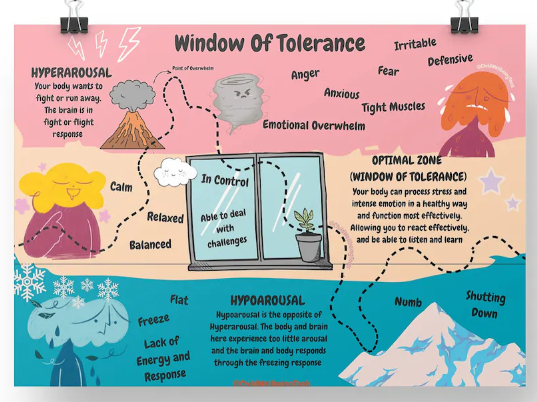 Window Of Tolerance
Irritable
Defensive
Anger
Fear
Anxious
Tight Muscles
Emotional Overwhelm
HYPERAROUSAL
Your body wants to
fight or run away.
The brain is in
fight or flight
response
Point of Overwhelm
OPTIMAL ZONE
(WINDOW OF TOLERANCE)
Your body can process stress and
intense emotion in a healthy way
and function most effectively.
Allowing you to react effectively,
and be able to listen and learn
Calm
Relaxed
Balanced
In Control
Able to deal
with
challenges
Flat
Freeze
Lack of
Energy and
Response
HYPOAROUSAL
Hypoarousal is the opposite of
Hyperarousal. The body and brain
here experience too little arousal
and the brain and body responds
through the freezing response
Numb
Shutting
Down